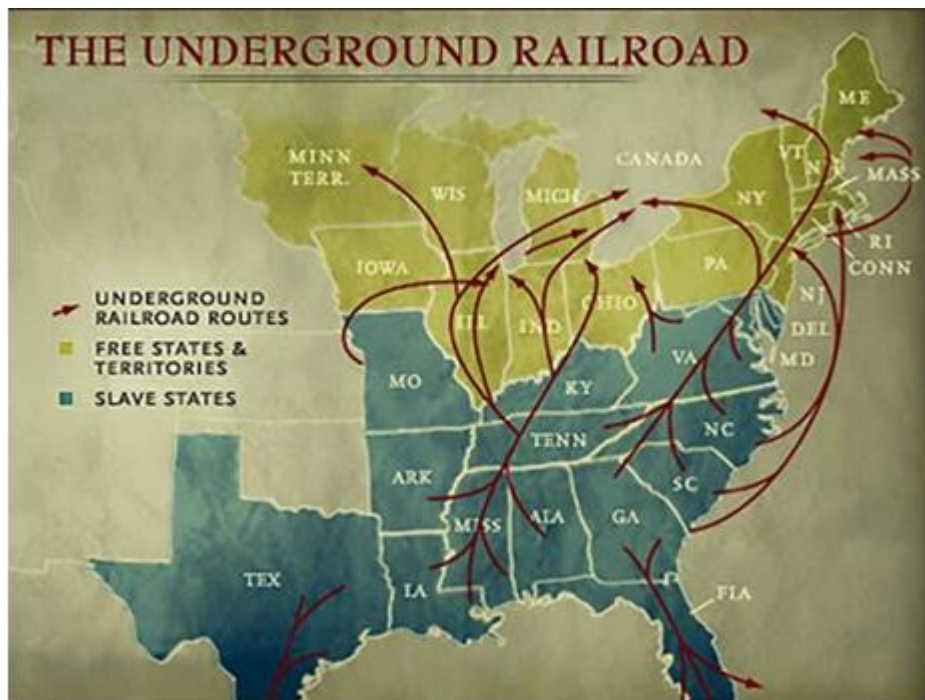 THE UNDERGROUND RAILROAD
ME
MINN
TERR.
CANADA
VT
MASS
WIS
MICH
NY
RI
CONN
IOWA
PA
NJ
UNDERGROUND
RAILROAD ROUTES
FREE STATES &
TERRITORIES
SLAVE STATES
ILL
IND
OHIO
DEL
MD
VA
MO
KY
NC
TENN
ARK
SC
MISS
ALA
GA
TEX
FIA